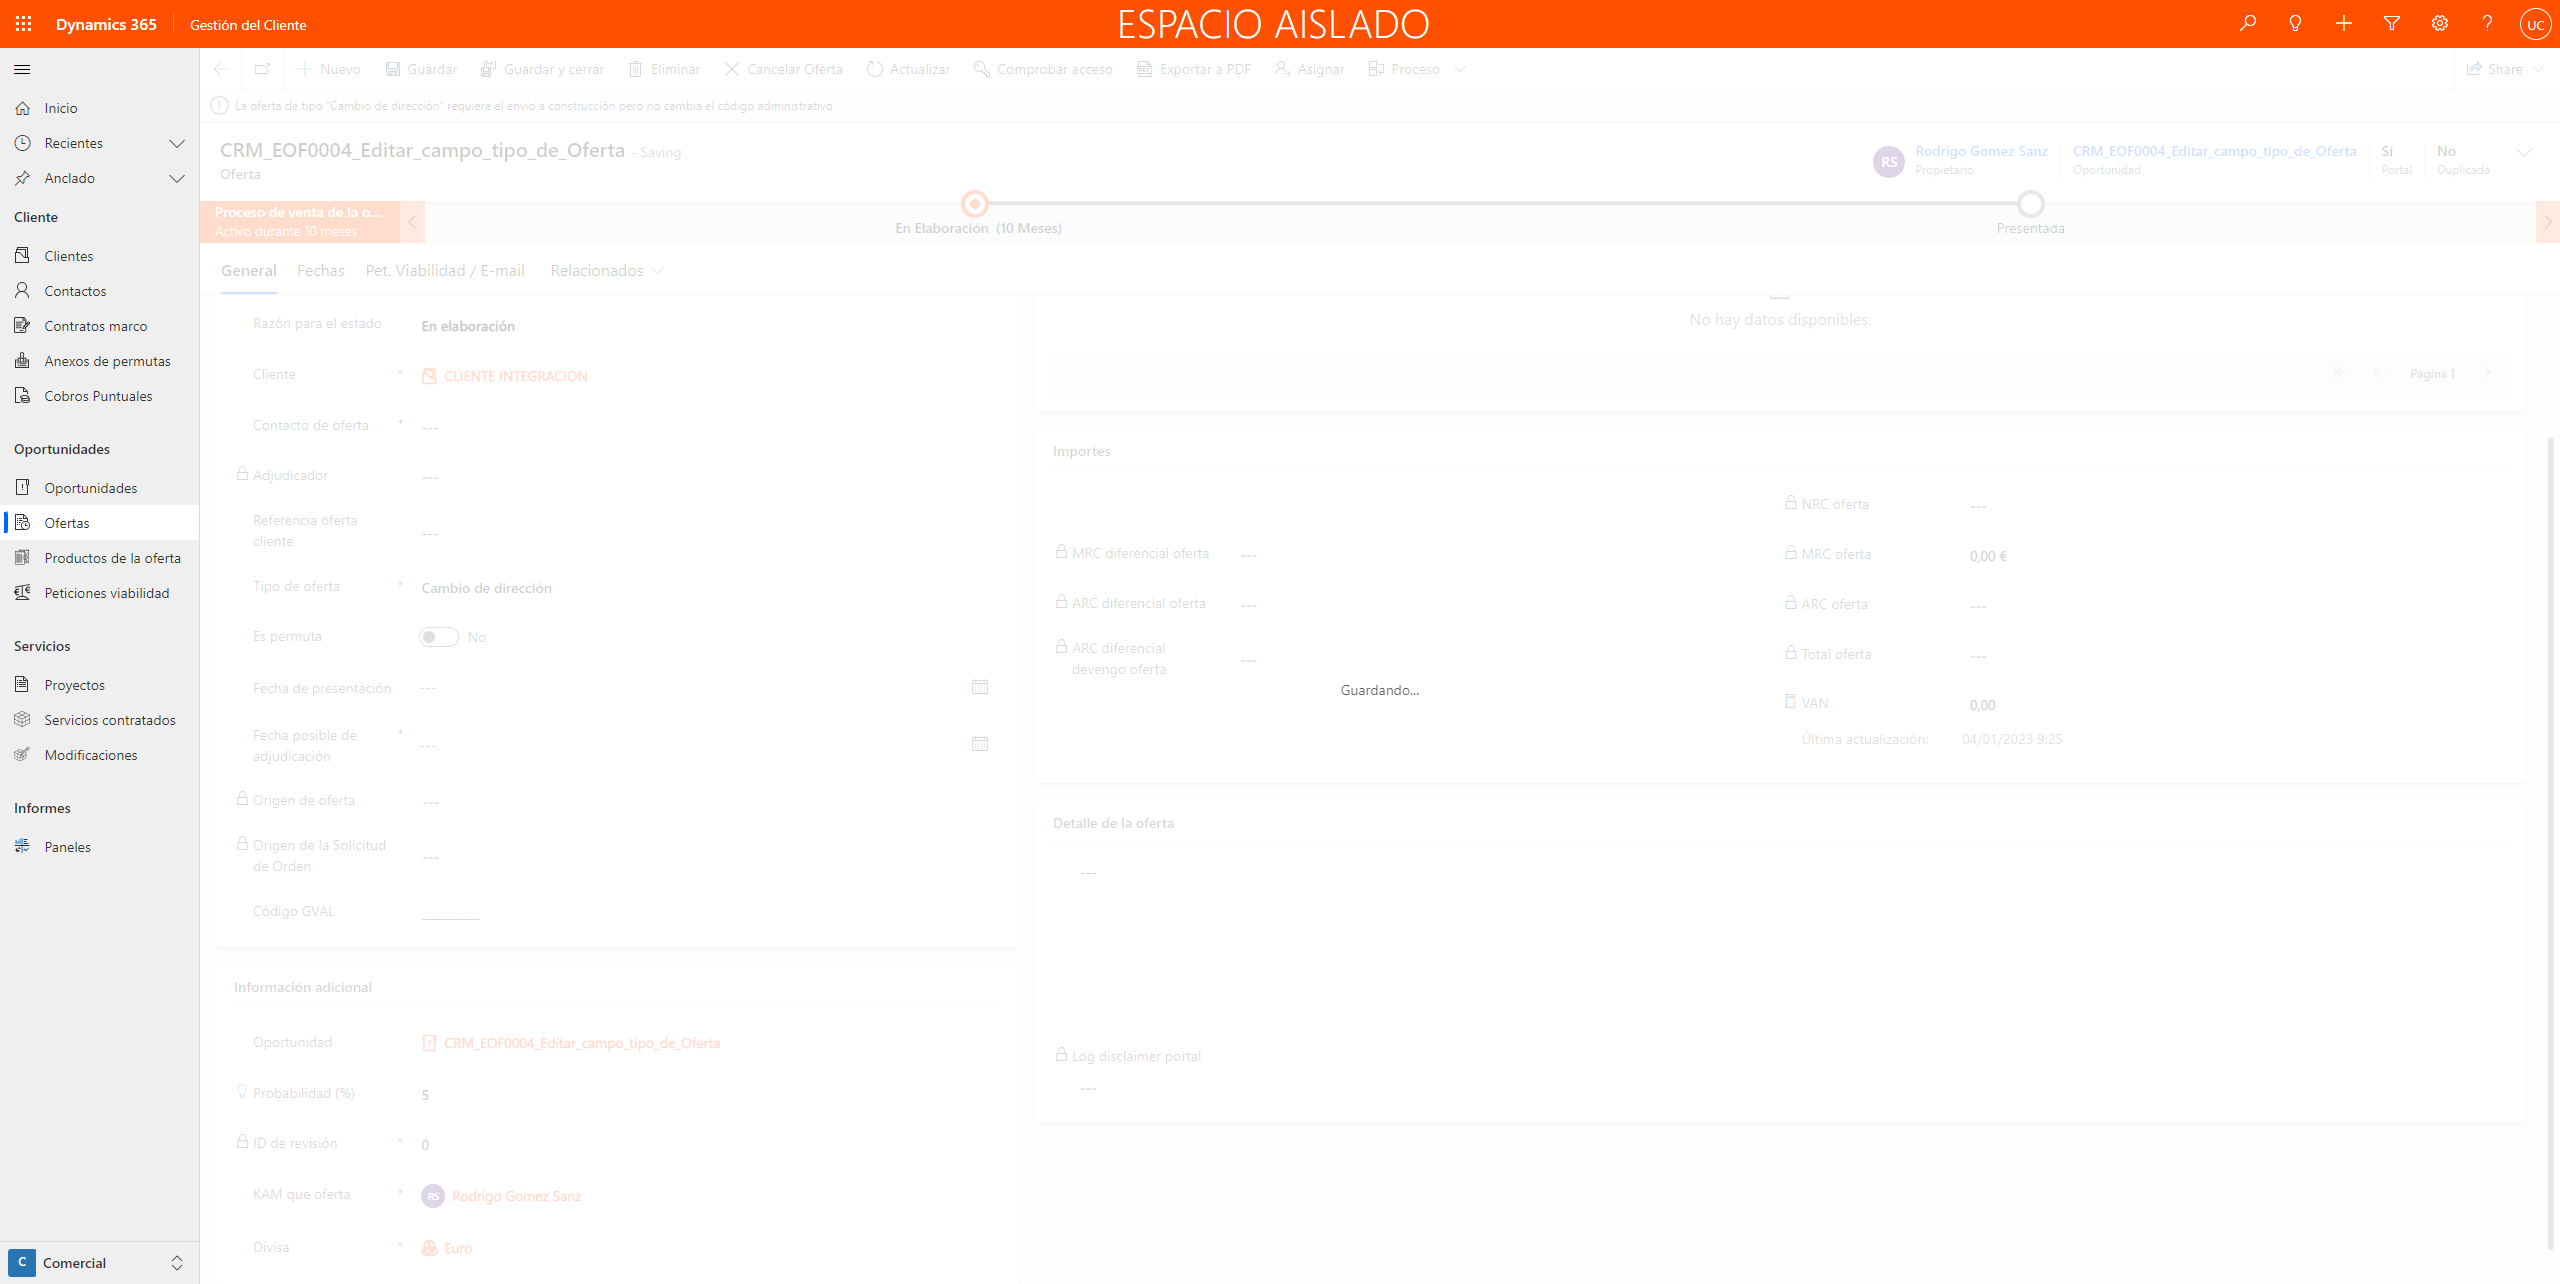 Dynamics 365
Gestión del Cliente
ESPACIO AISLADO
UC
Nuevo
Guardar
Guardar y cerrar
Eliminar
Cancelar Oferta
Actualizar
Comprobar acceso
Exportar a PDF
Asignar
Proceso
Share
La oferta de tipo "Cambio de dirección" requiere el envío a construcción pero no cambia el código administrativo
CRM_EOF0004_Editar_campo_tipo_de_Oferta - Saving
Oferta
RS
Rodrigo Gomez Sanz
Propietario
CRM_EOF0004_Editar_campo_tipo_de_Oferta
Oportunidad
Sí
Portal
No
Duplicada
Proceso de venta de la o...
Activo durante 10 meses
En Elaboración (10 Meses)
Presentada
General
Fechas
Pet. Viabilidad / E-mail
Relacionados
Inicio
Recientes
Anclado
Cliente
Clientes
Contactos
Contratos marco
Anexos de permutas
Cobros Puntuales
Oportunidades
Oportunidades
Ofertas
Productos de la oferta
Peticiones viabilidad
Servicios
Proyectos
Servicios contratados
Modificaciones
Informes
Paneles
C Comercial
Razón para el estado
En elaboración
Cliente *
CLIENTE INTEGRACION
Contacto de oferta *
---
Adjudicador
---
Referencia oferta
cliente
---
Tipo de oferta *
Cambio de dirección
Es permuta
No
Fecha de presentación
---
Fecha posible de
adjudicación
*
---
Origen de oferta
---
Origen de la Solicitud
de Orden
---
Código GVAL
Información adicional
Oportunidad
CRM_EOF0004_Editar_campo_tipo_de_Oferta
Probabilidad (%)
5
ID de revisión *
0
KAM que oferta *
RS Rodrigo Gomez Sanz
Divisa *
Euro
No hay datos disponibles.
Página 1
Importes
MRC diferencial oferta
---
ARC diferencial oferta
---
ARC diferencial
devengo oferta
---
NRC oferta
---
MRC oferta
0,00 €
ARC oferta
---
Total oferta
---
VAN
0,00
Última actualización:
04/01/2023 9:25
Guardando...
Detalle de la oferta
---
Log disclaimer portal
---